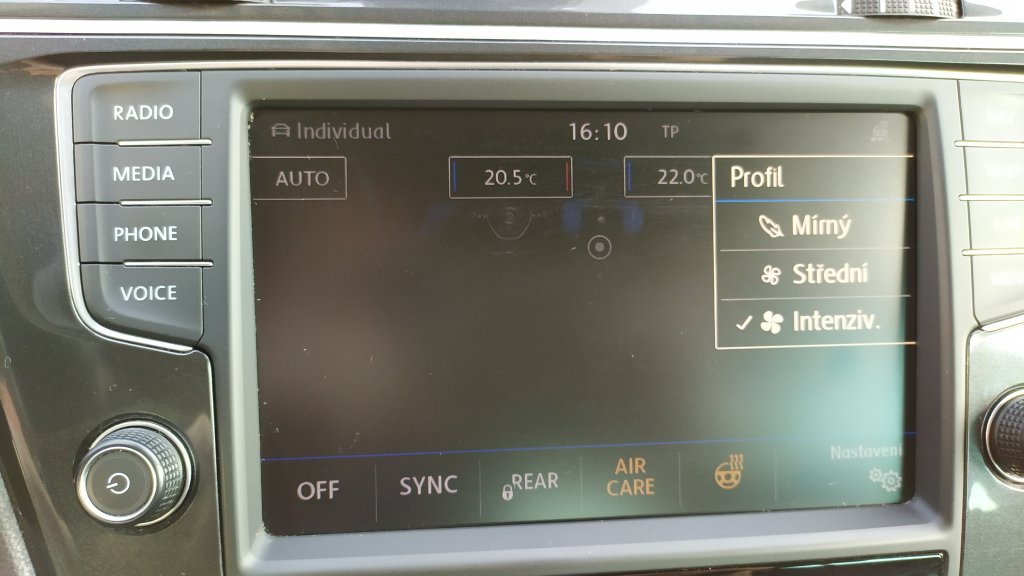 RADIO
MEDIA
PHONE
VOICE
Individual 16:10 TP
AUTO 20.5°C 22.0°C
Profil
Mírný
Střední
✓ Intenziv.
Nastavení
OFF SYNC REAR AIR CARE